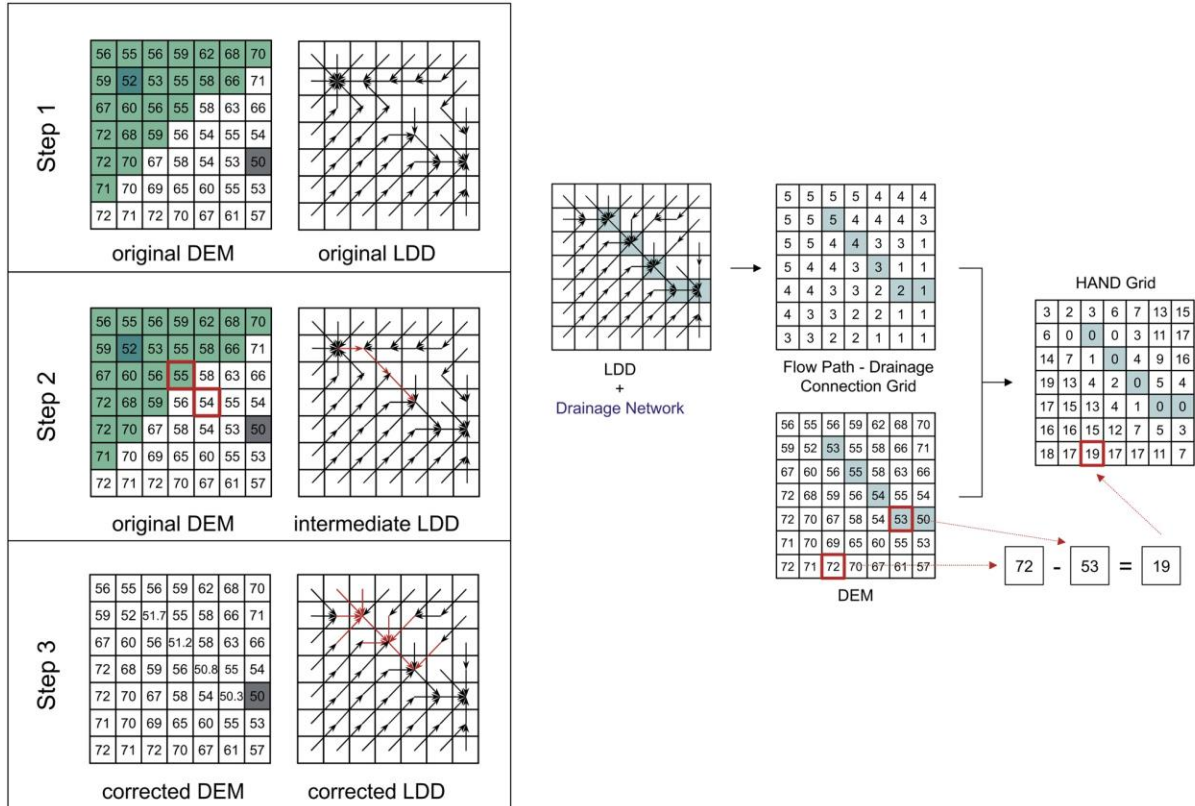 Step 1
56 55 56 59 62 68 70
59 52 53 55 58 66 71
67 60 56 55 58 63 66
72 68 59 56 54 55 54
72 70 67 58 54 53 50
71 70 69 65 60 55 53
72 71 72 70 67 61 57
original DEM
original LDD
Step 2
56 55 56 59 62 68 70
59 52 53 55 58 66 71
67 60 56 55 58 63 66
72 68 59 56 54 55 54
72 70 67 58 54 53 50
71 70 69 65 60 55 53
72 71 72 70 67 61 57
original DEM
intermediate LDD
Step 3
56 55 56 59 62 68 70
59 52 51.7 55 58 66 71
67 60 56 51.2 58 63 66
72 68 59 56 50.8 55 54
72 70 67 58 54 50.3 50
71 70 69 65 60 55 53
72 71 72 70 67 61 57
corrected DEM
corrected LDD
LDD
+
Drainage Network
5 5 5 5 4 4 4
5 5 5 4 4 4 3
5 5 4 4 3 3 1
5 4 4 3 3 1 1
4 4 3 3 2 2 1
4 3 3 2 2 1 1
3 3 2 2 1 1 1
Flow Path - Drainage
Connection Grid
56 55 56 59 62 68 70
59 52 53 55 58 66 71
67 60 56 55 58 63 66
72 68 59 56 54 55 54
72 70 67 58 54 53 50
71 70 69 65 60 55 53
72 71 72 70 67 61 57
DEM
HAND Grid
3 2 3 6 7 13 15
6 0 0 0 3 11 17
14 7 1 0 4 9 16
19 13 4 2 0 5 4
17 15 13 4 1 0 0
16 16 15 12 7 5 3
18 17 19 17 17 11 7
72 - 53 = 19